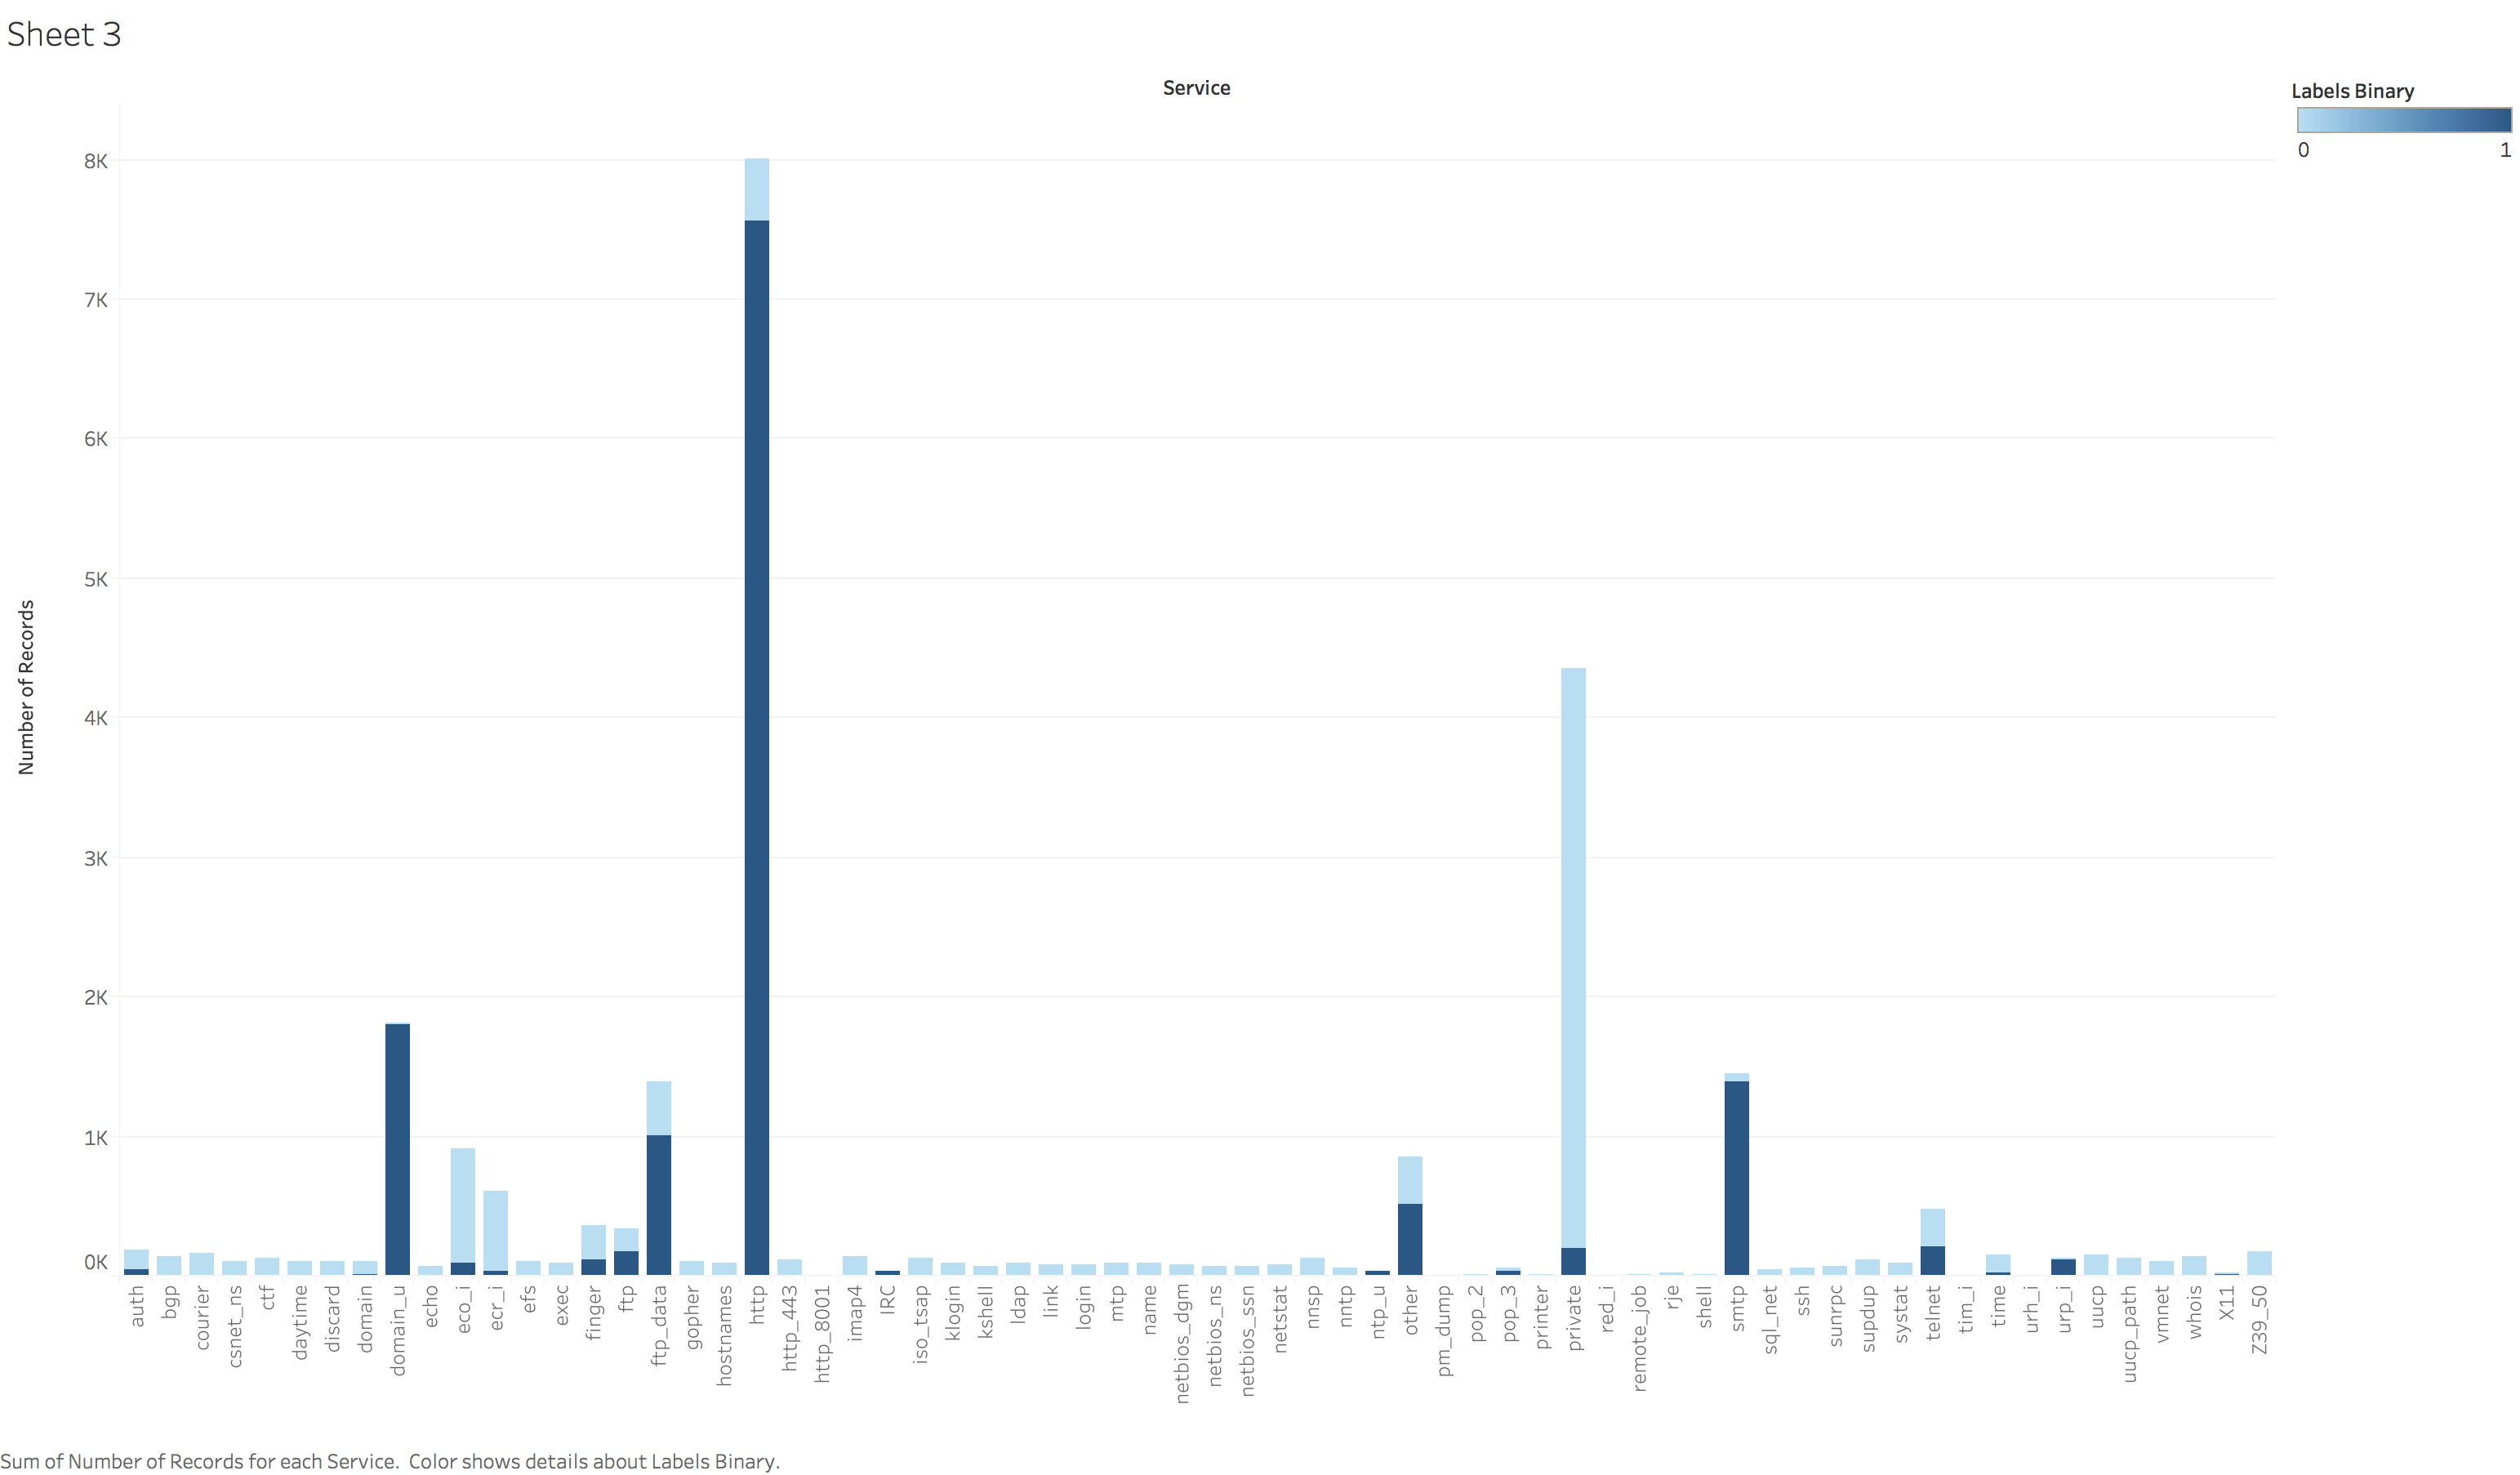 Sheet 3
Service
Labels Binary
0 1
Number of Records
8K
7K
6K
5K
4K
3K
2K
1K
0K
auth
bgp
courier
csnet_ns
ctf
daytime
discard
domain
domain_u
echo
eco_i
ecr_i
efs
exec
finger
ftp
ftp_data
gopher
hostnames
http
http_443
http_8001
imap4
IRC
iso_tsap
klogin
kshell
ldap
link
login
mtp
name
netbios_dgm
netbios_ns
netbios_ssn
netstat
nnsp
nntp
ntp_u
other
pm_dump
pop_2
pop_3
printer
private
red_i
remote_job
rje
shell
smtp
sql_net
ssh
sunrpc
supdup
systat
telnet
tim_i
time
urh_i
urp_i
uucp
uucp_path
vmnet
whois
X11
Z39_50
Sum of Number of Records for each Service. Color shows details about Labels Binary.